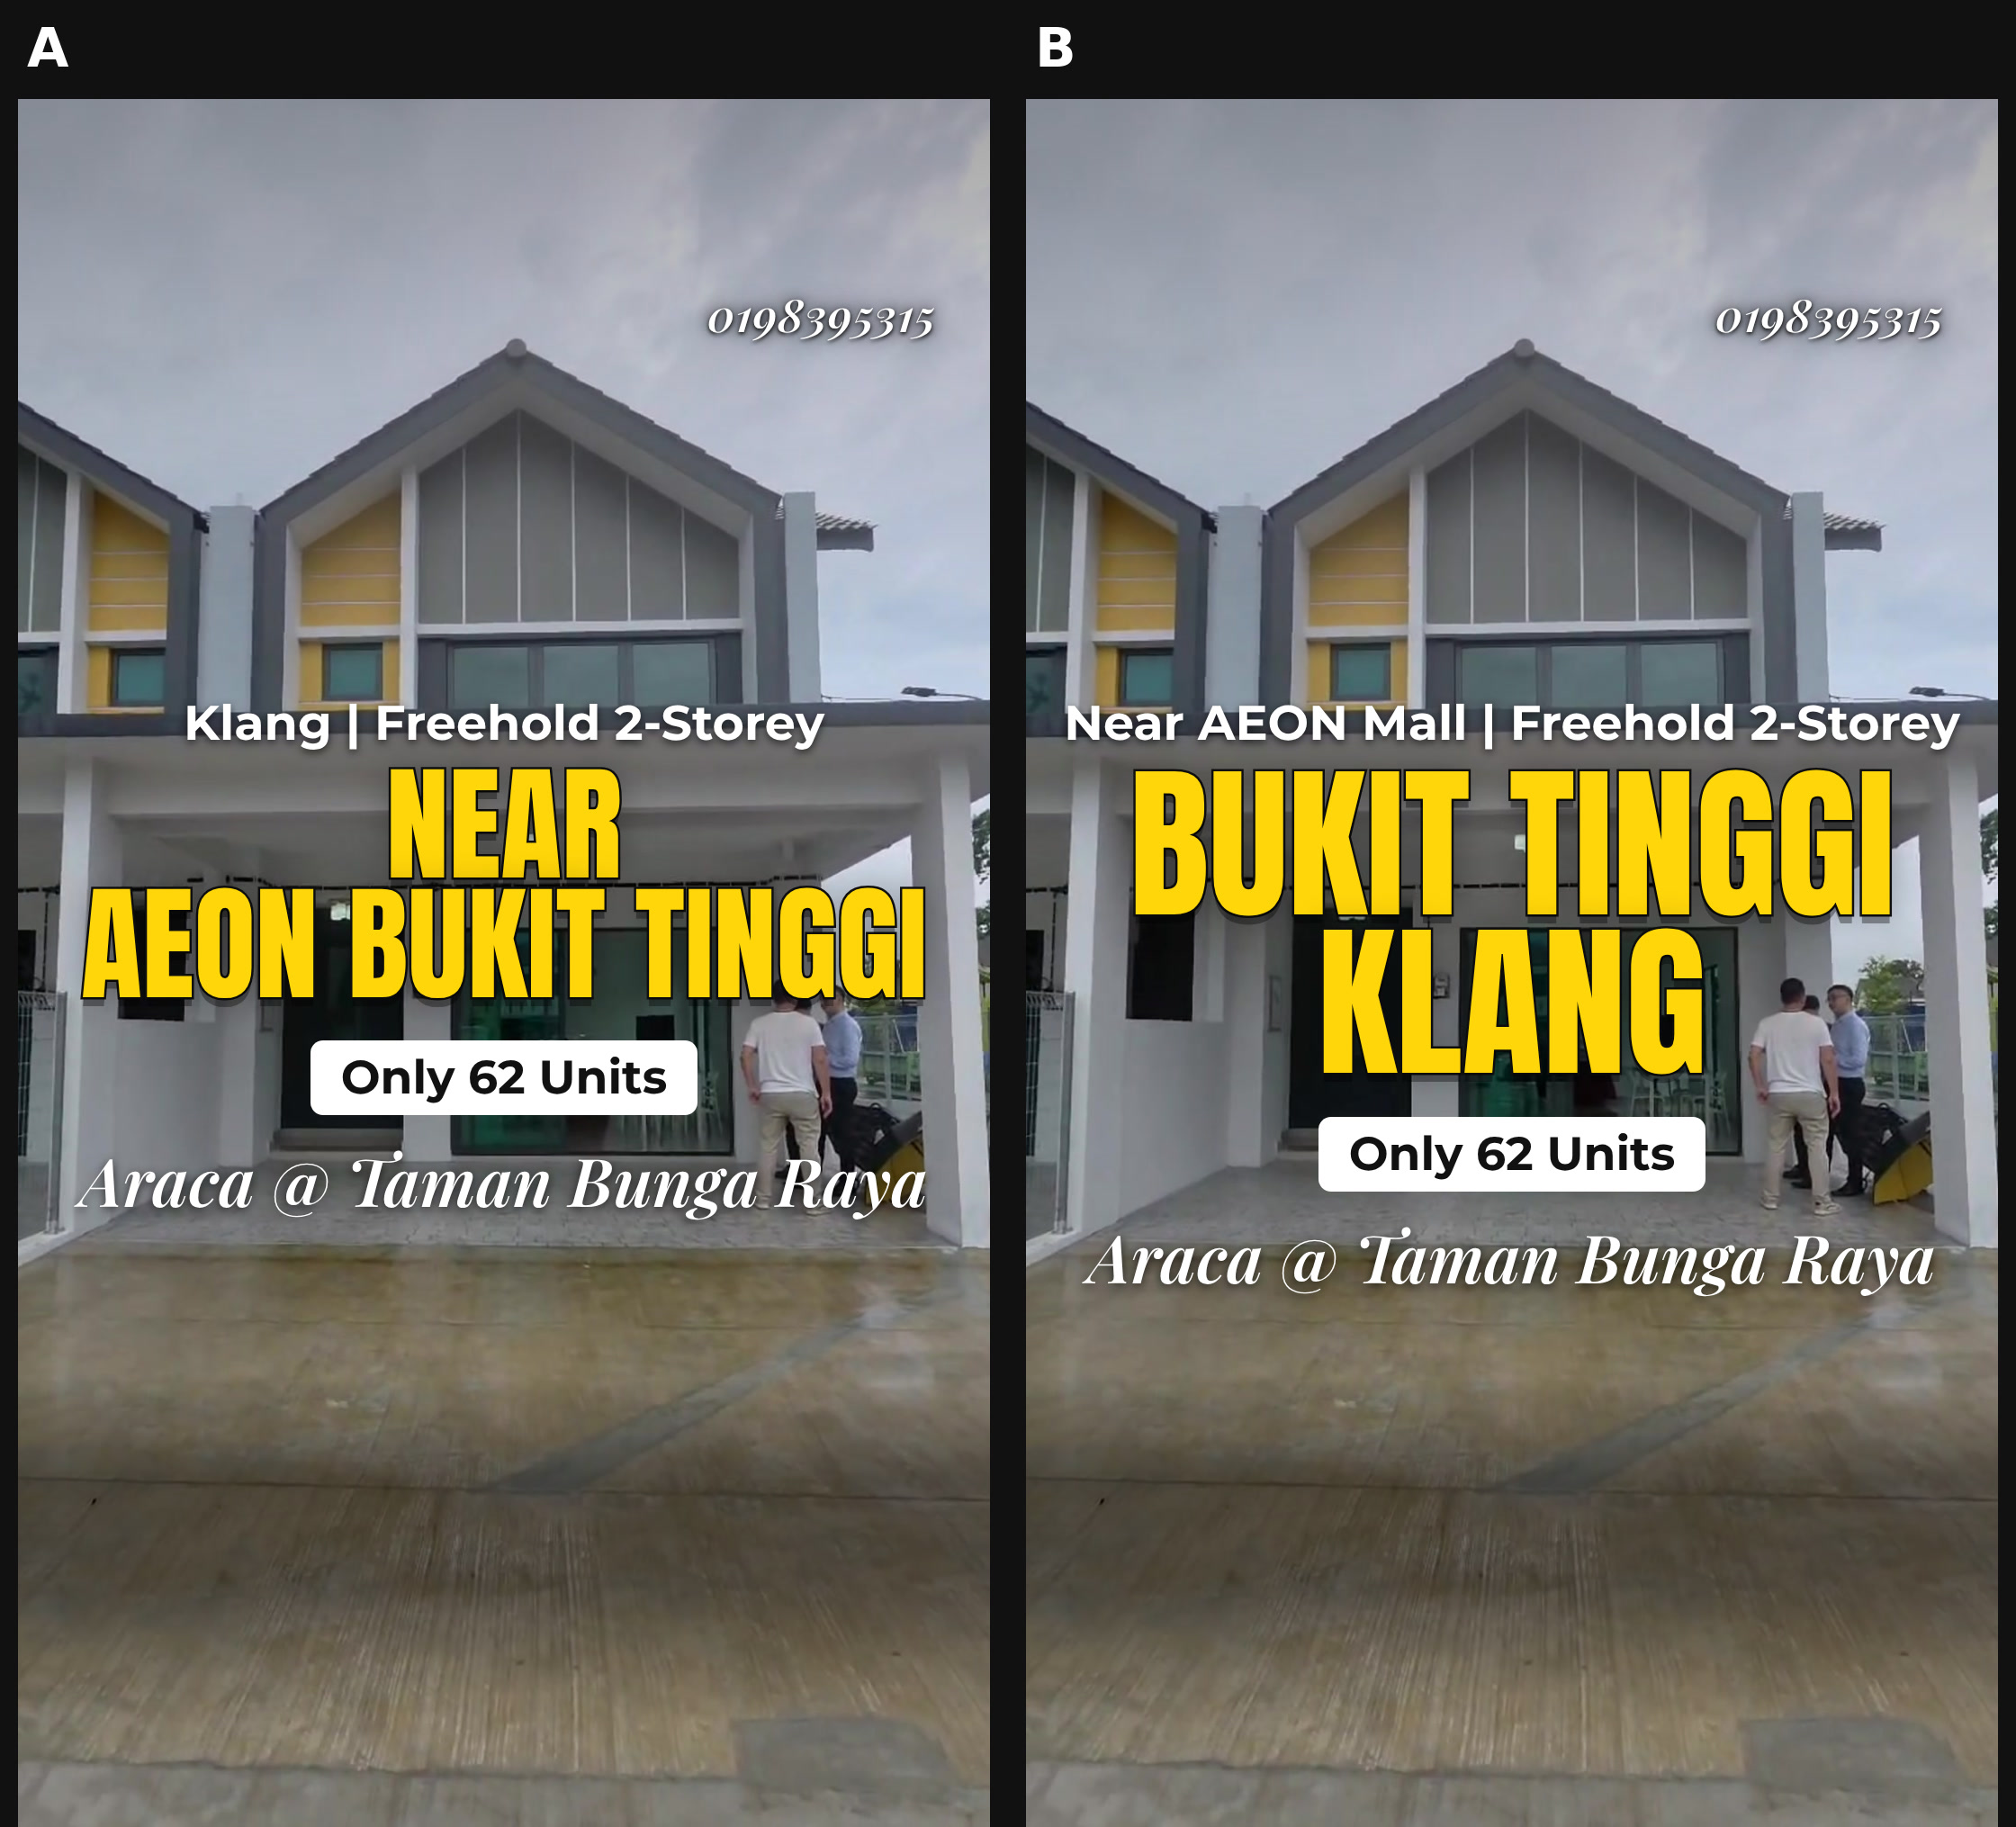 A
0198395315
Klang | Freehold 2-Storey
NEAR
AEON BUKIT TINGGI
Only 62 Units
Araca @ Taman Bunga Raya
B
0198395315
Near AEON Mall | Freehold 2-Storey
BUKIT TINGGI
KLANG
Only 62 Units
Araca @ Taman Bunga Raya